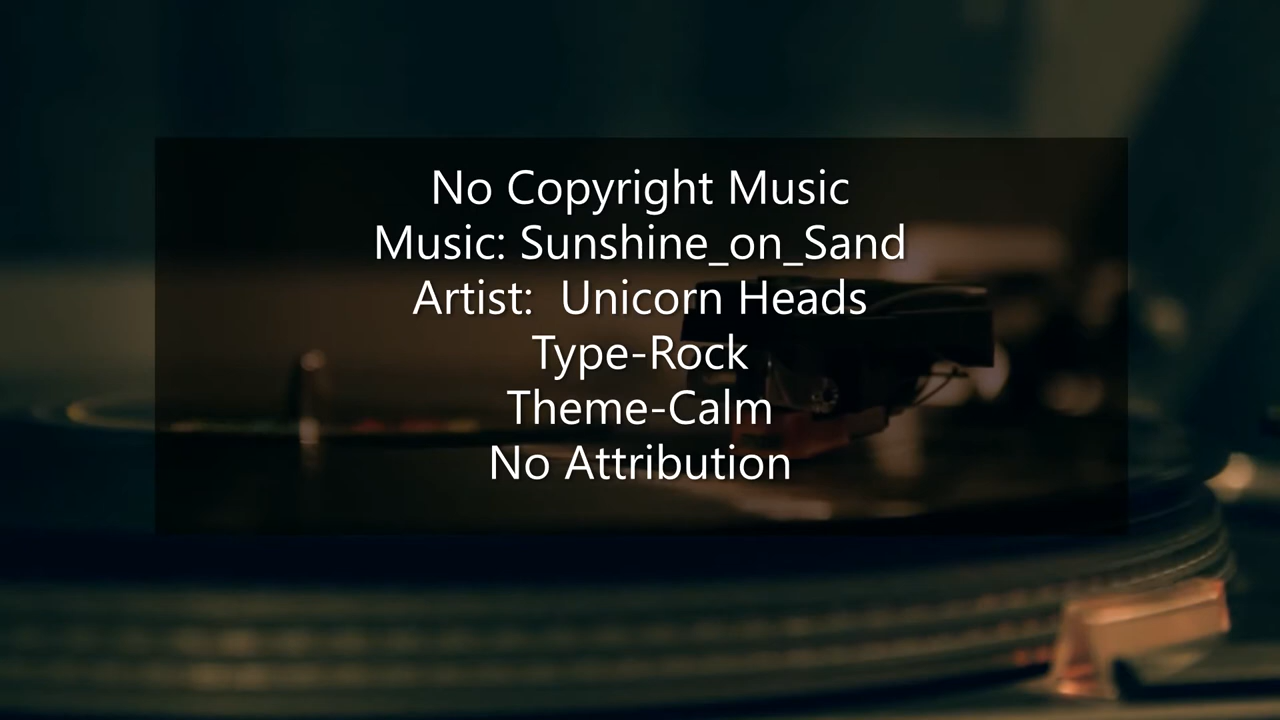 No Copyright Music
Music: Sunshine_on_Sand
Artist:  Unicorn Heads
Type-Rock
Theme-Calm
No Attribution